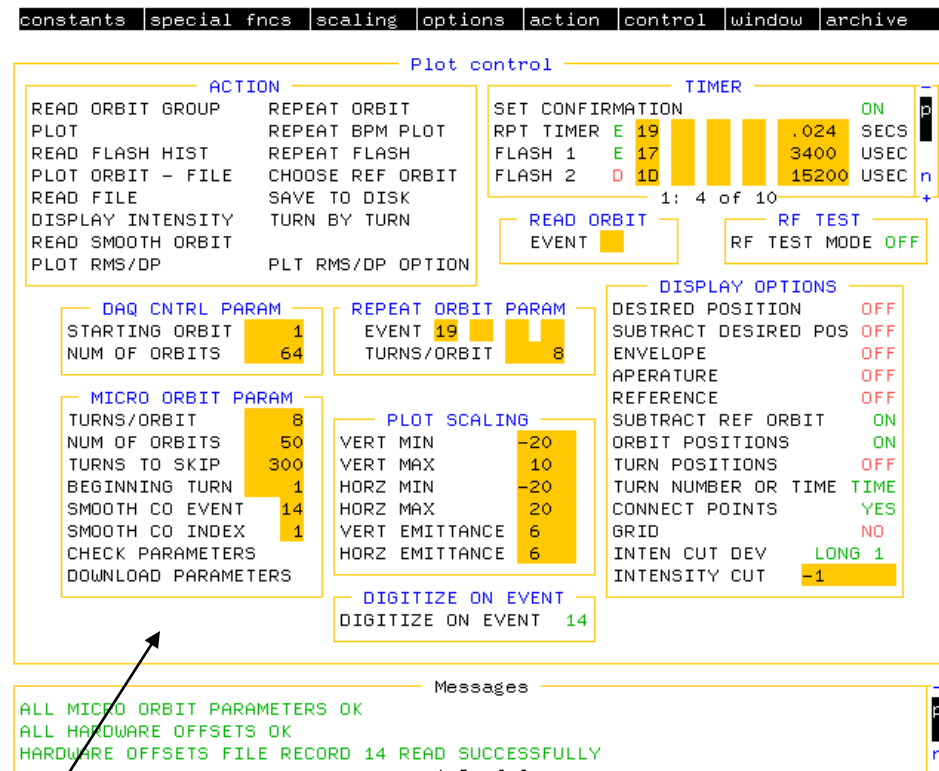 constants special fncs scaling options action control window archive
Plot control
ACTION
READ ORBIT GROUP REPEAT ORBIT
PLOT REPEAT BPM PLOT
READ FLASH HIST REPEAT FLASH
PLOT ORBIT - FILE CHOOSE REF ORBIT
READ FILE SAVE TO DISK
DISPLAY INTENSITY TURN BY TURN
READ SMOOTH ORBIT
PLOT RMS/DP PLT RMS/DP OPTION
TIMER
SET CONFIRMATION ON
RPT TIMER E 19 .024 SECS
FLASH 1 E 17 3400 USEC
FLASH 2 D 1D 15200 USEC
1: 4 of 10
- p n +
READ ORBIT
EVENT
RF TEST
RF TEST MODE OFF
DAQ CNTRL PARAM
STARTING ORBIT 1
NUM OF ORBITS 64
REPEAT ORBIT PARAM
EVENT 19
TURNS/ORBIT 8
DISPLAY OPTIONS
DESIRED POSITION OFF
SUBTRACT DESIRED POS OFF
ENVELOPE OFF
APERATURE OFF
REFERENCE OFF
SUBTRACT REF ORBIT ON
ORBIT POSITIONS ON
TURN POSITIONS OFF
TURN NUMBER OR TIME TIME
CONNECT POINTS YES
GRID NO
INTEN CUT DEV LONG 1
INTENSITY CUT -1
MICRO ORBIT PARAM
TURNS/ORBIT 8
NUM OF ORBITS 50
TURNS TO SKIP 300
BEGINNING TURN 1
SMOOTH CO EVENT 14
SMOOTH CO INDEX 1
CHECK PARAMETERS
DOWNLOAD PARAMETERS
PLOT SCALING
VERT MIN -20
VERT MAX 10
HORZ MIN -20
HORZ MAX 20
VERT EMITTANCE 6
HORZ EMITTANCE 6
DIGITIZE ON EVENT
DIGITIZE ON EVENT 14
Messages
ALL MICRO ORBIT PARAMETERS OK
ALL HARDWARE OFFSETS OK
HARDWARE OFFSETS FILE RECORD 14 READ SUCCESSFULLY